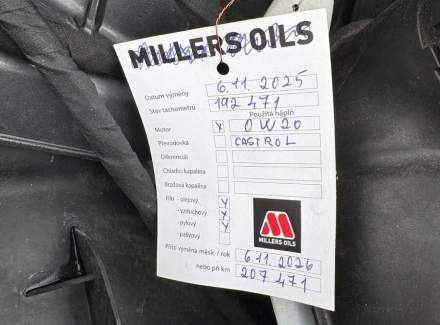 MILLERS OILS
Datum výměny 6.11.2025
Stav tachometru 192 471
Použitá náplň
Motor X 0W20
Převodovka CASTROL
Diferenciál
Chladicí kapalina
Brzdová kapalina
Filtr - olejový X
- vzduchový X
- pylový X
- palivový
MILLERS OILS
Příští výměna měsíc / rok 6.11.2026
nebo při km 207 471